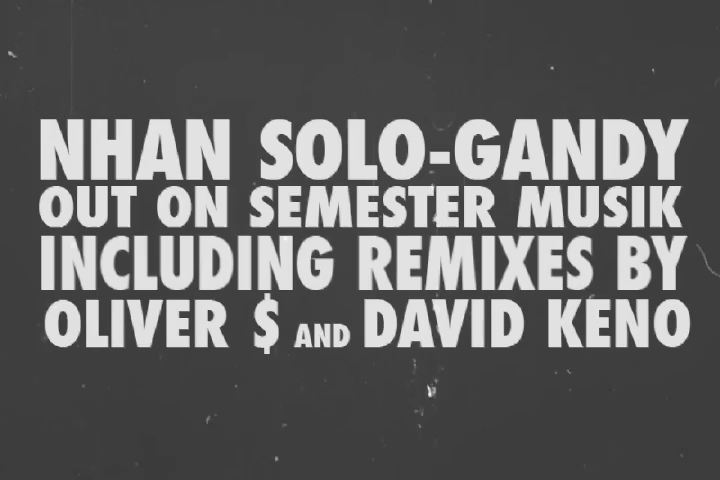 NHAN SOLO-GANDY
OUT ON SEMESTER MUSIK
INCLUDING REMIXES BY
OLIVER $ AND DAVID KENO